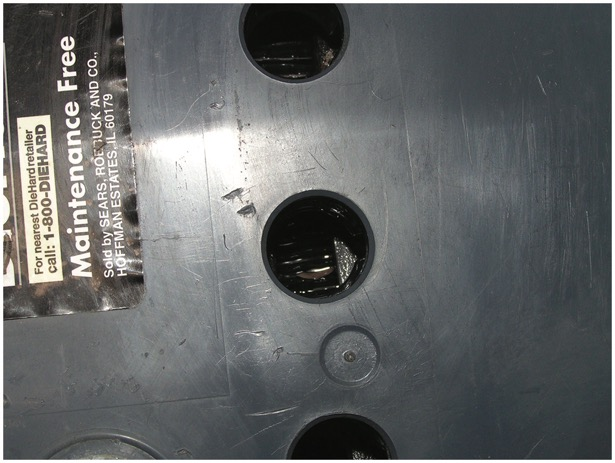 For nearest DieHard retailer
call: 1-800-DIEHARD
Maintenance Free
Sold by SEARS, ROEBUCK AND CO.,
HOFFMAN ESTATES, IL 60179